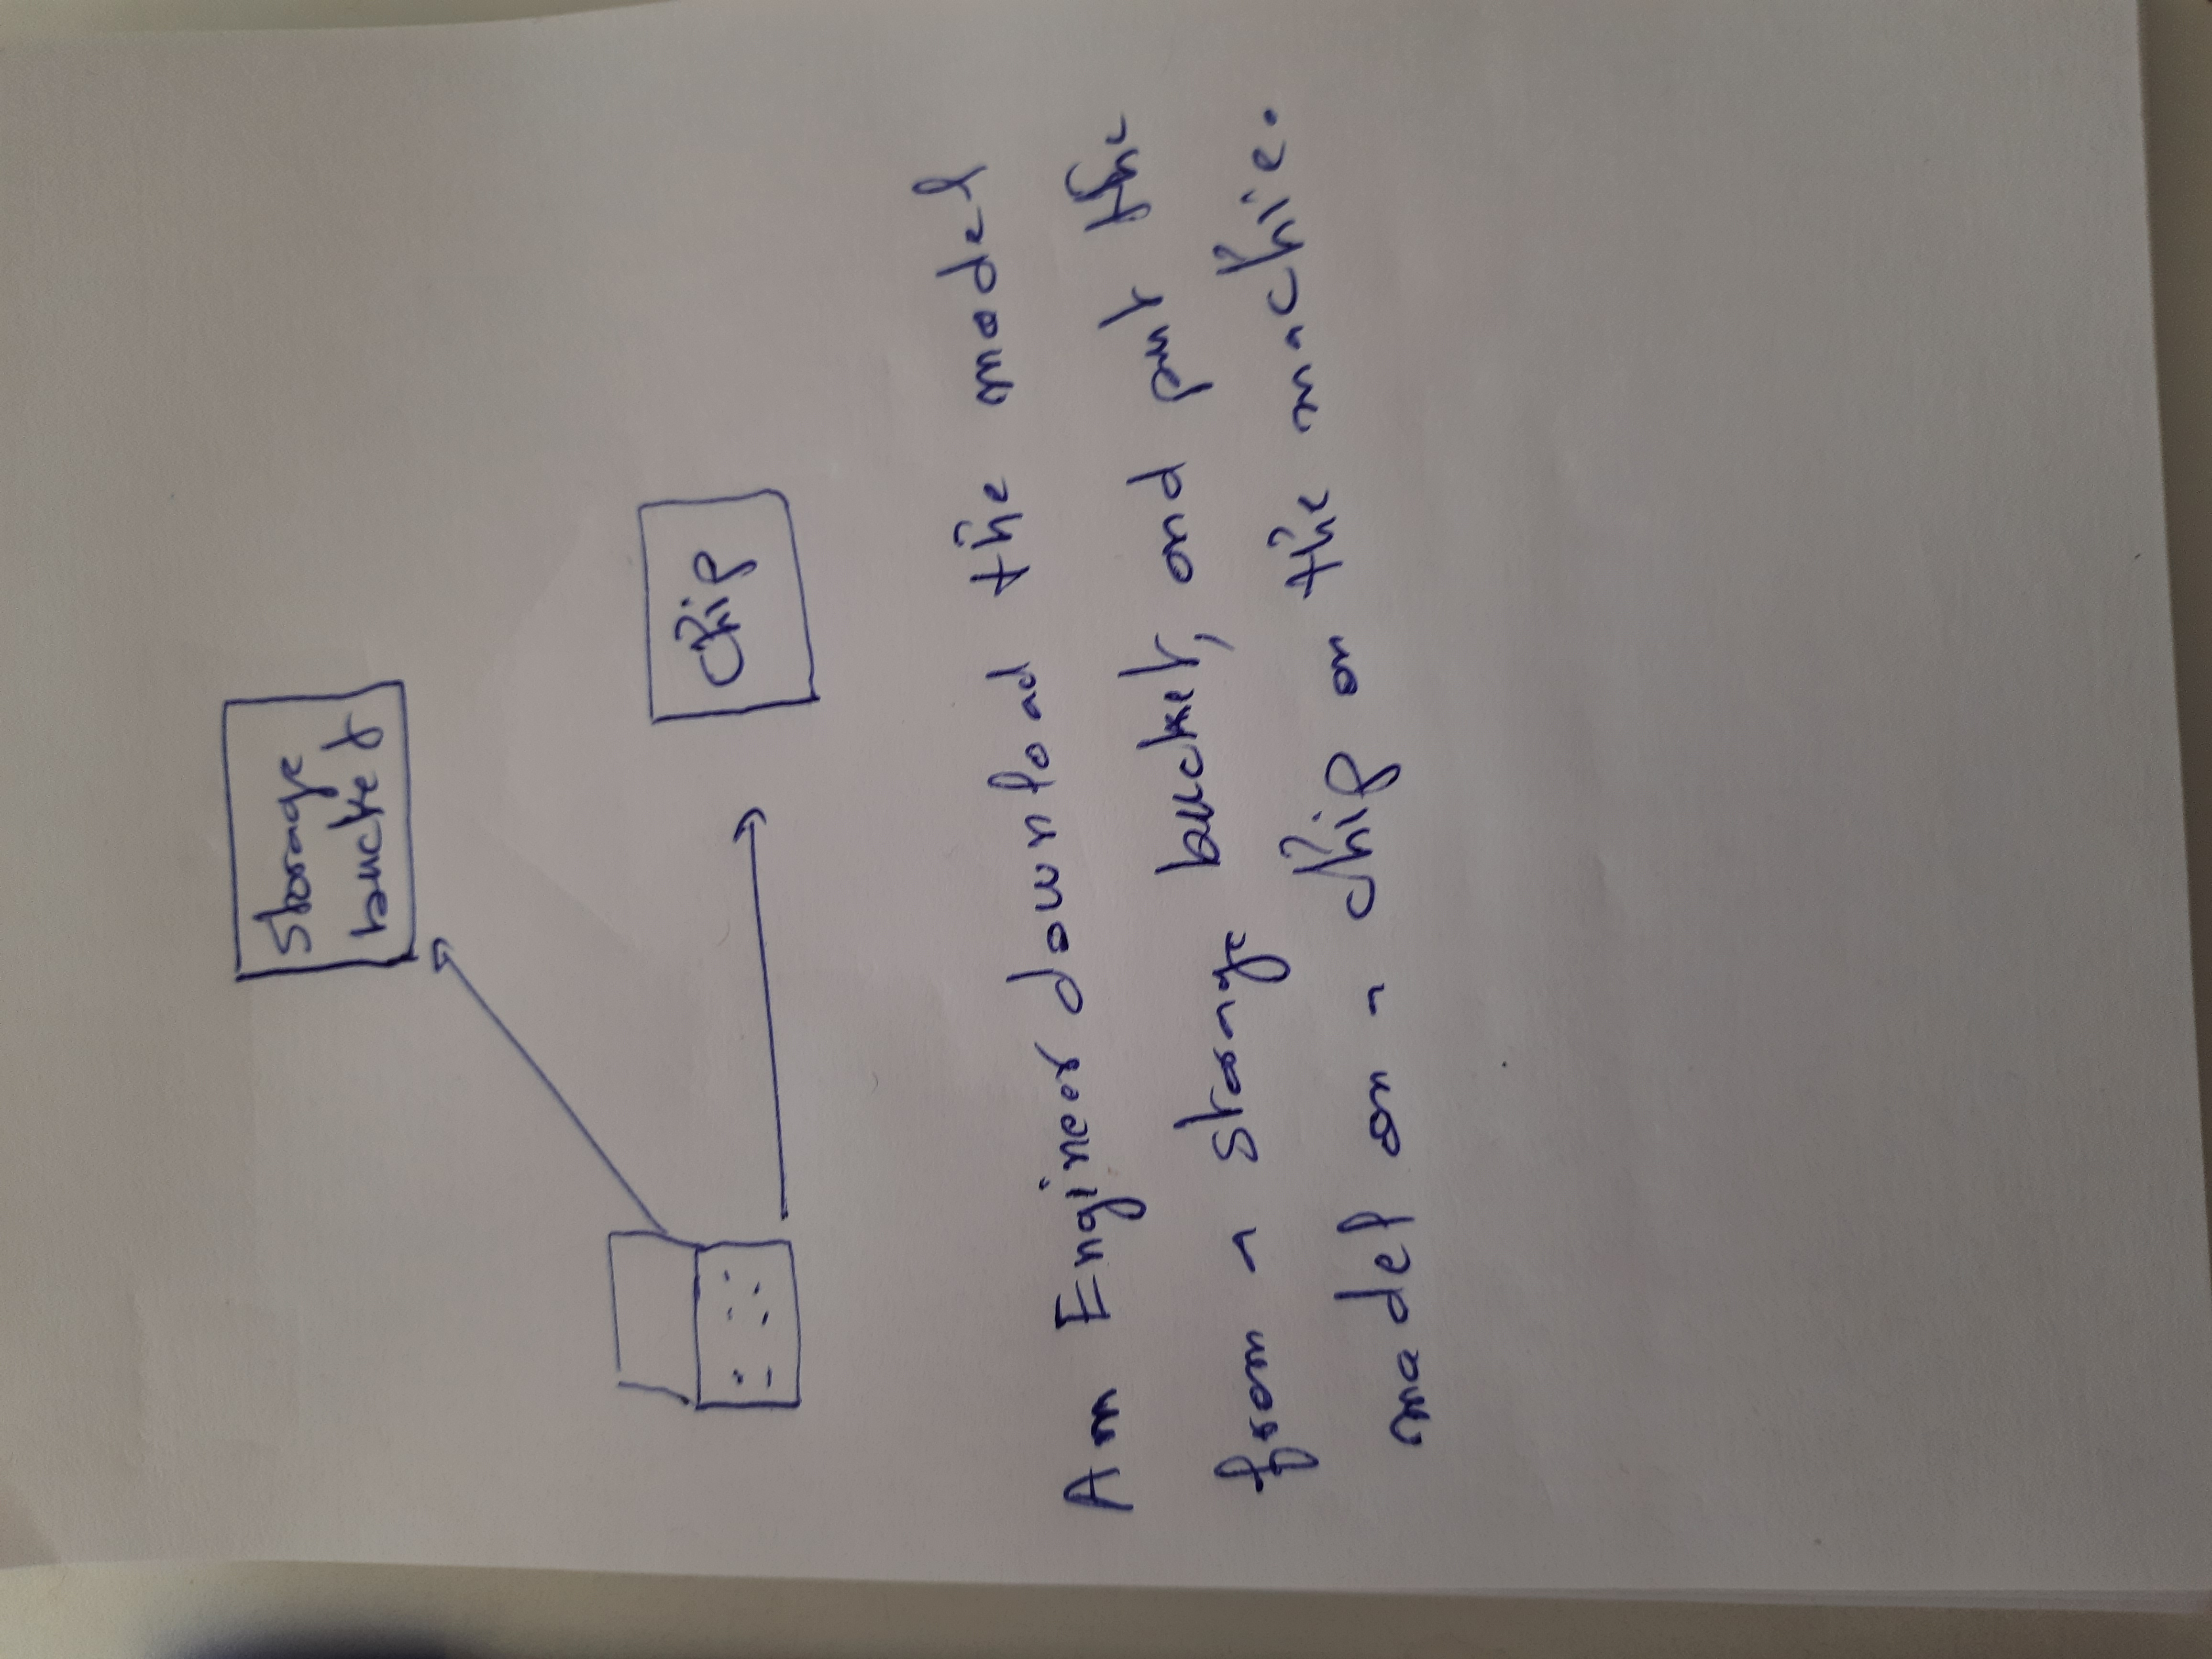 storage
bucket
chip
Am Engineer download the model
from a storage bucket, and put the
model on a chip on the machie.